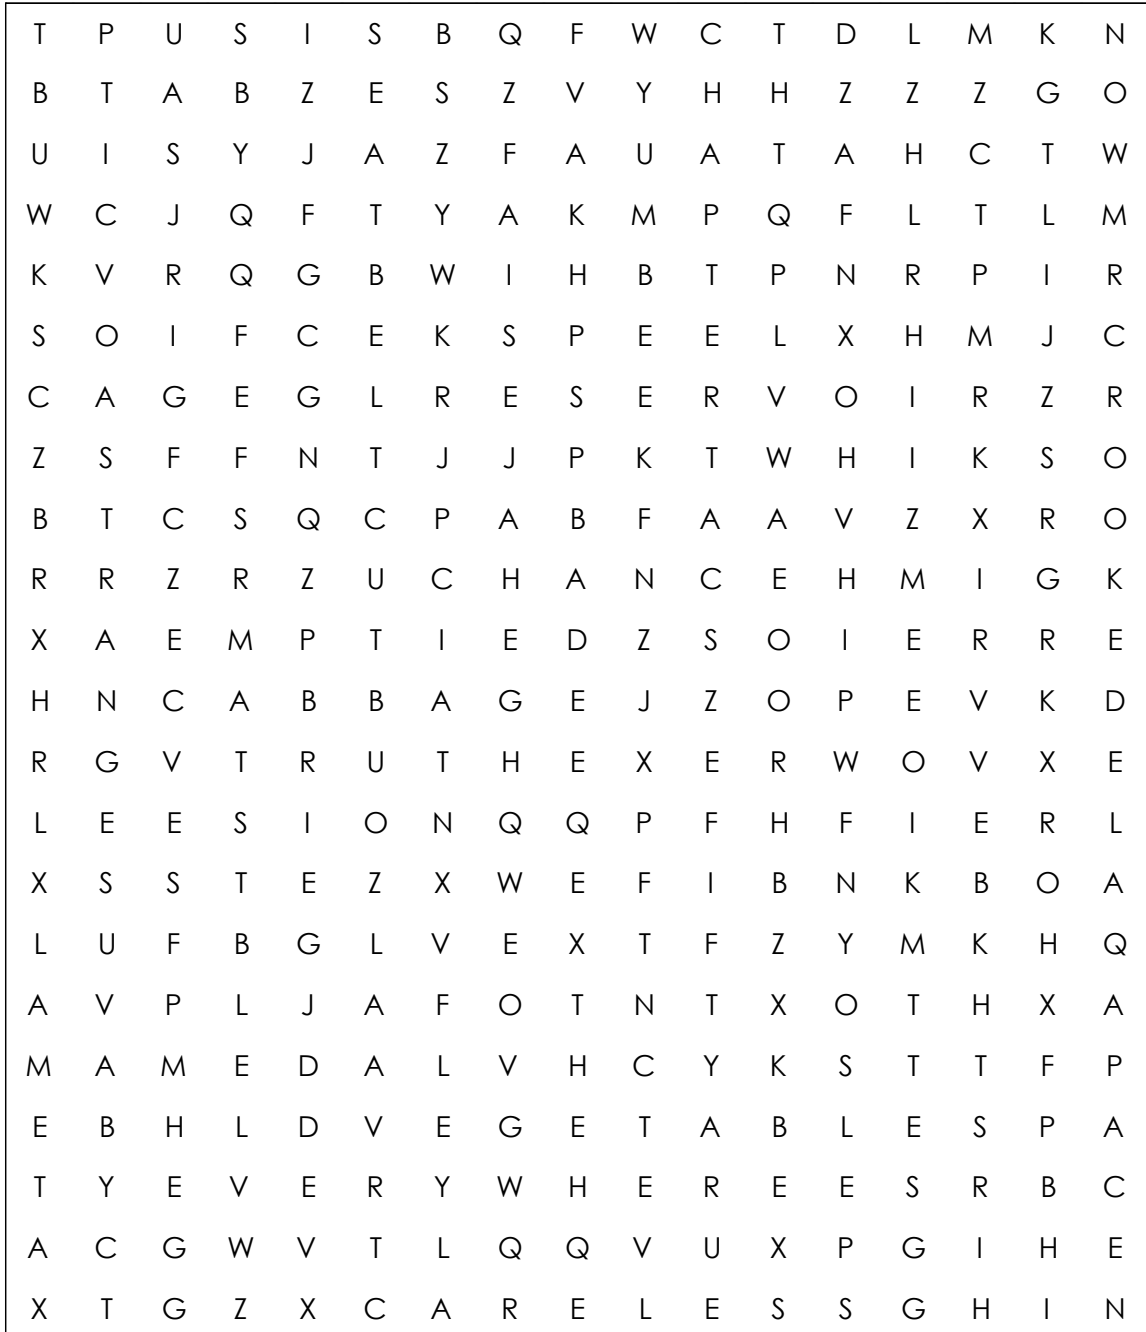 T P U S I S B Q F W C T D L M K N
B T A B Z E S Z V Y H H Z Z Z G O
U I S Y J A Z F A U A T A H C T W
W C J Q F T Y A K M P Q F L T L M
K V R Q G B W I H B T P N R P I R
S O I F C E K S P E E L X H M J C
C A G E G L R E S E R V O I R Z R
Z S F F N T J J P K T W H I K S O
B T C S Q C P A B F A A V Z X R O
R R Z R Z U C H A N C E H M I G K
X A E M P T I E D Z S O I E R R E
H N C A B B A G E J Z O P E V K D
R G V T R U T H E X E R W O V X E
L E E S I O N Q Q P F H F I E R L
X S S T E Z X W E F I B N K B O A
L U F B G L V E X T F Z Y M K H Q
A V P L J A F O T N T X O T H X A
M A M E D A L V H C Y K S T T F P
E B H L D V E G E T A B L E S P A
T Y E V E R Y W H E R E E S R B C
A C G W V T L Q Q V U X P G I H E
X T G Z X C A R E L E S S G H I N